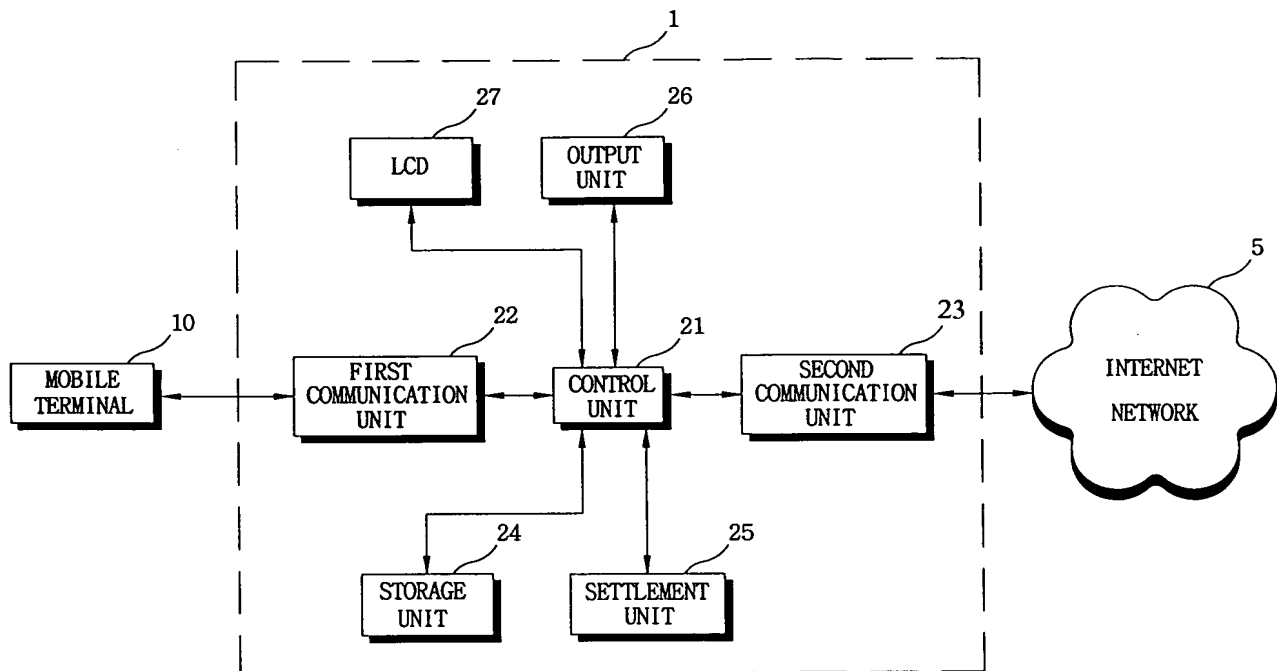 1
27
26
LCD
OUTPUT
UNIT
5
10
22
21
23
MOBILE
TERMINAL
FIRST
COMMUNICATION
UNIT
CONTROL
UNIT
SECOND
COMMUNICATION
UNIT
INTERNET
NETWORK
24
25
STORAGE
UNIT
SETTLEMENT
UNIT